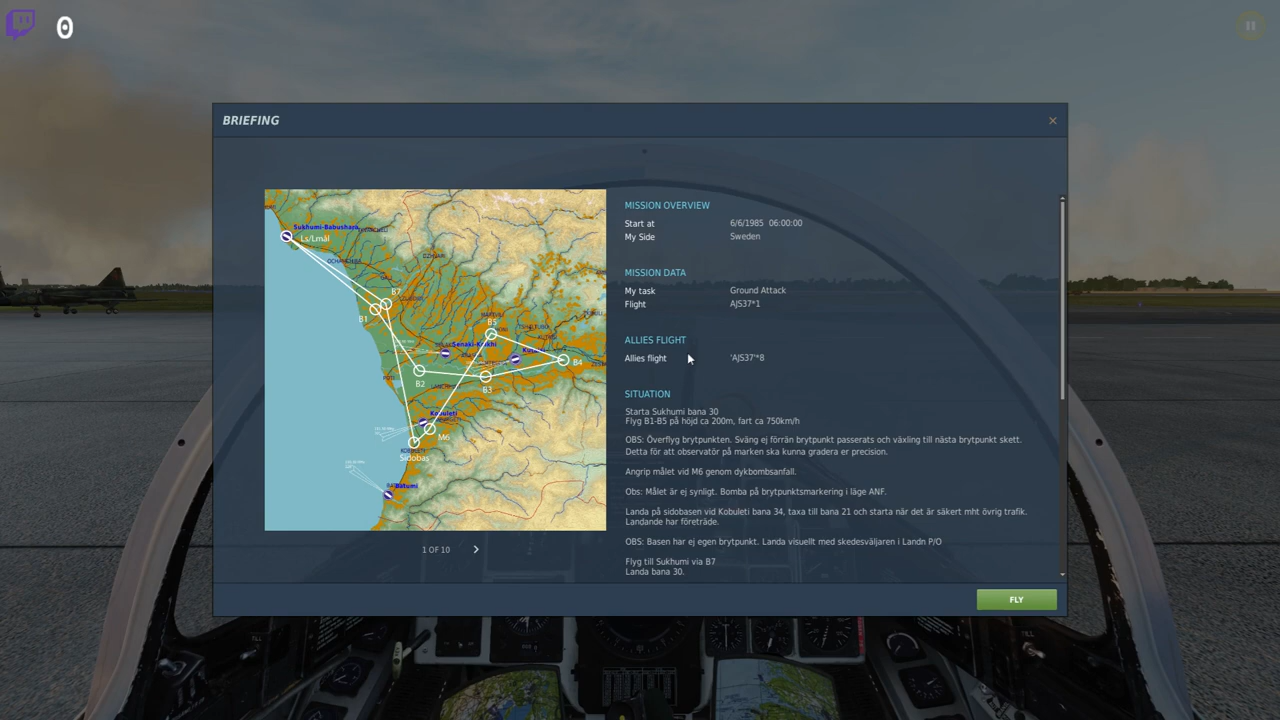 0
BRIEFING
Sukhumi-Babushara
Ls/Lmål
OCHAMCHIRA
DZHVARI
GALI
B7
B1
B5
Senaki-Kolkhi
B4
B2
B3
POTI
Kobuleti
M6
Sidobas
Batumi
1 OF 10
MISSION OVERVIEW
Start at 6/6/1985 06:00:00
My Side Sweden
MISSION DATA
My task Ground Attack
Flight AJS37*1
ALLIES FLIGHT
Allies flight 'AJS37'*8
SITUATION
Starta Sukhumi bana 30
Flyg B1-B5 på höjd ca 200m, fart ca 750km/h
OBS: Överflyg brytpunkten. Sväng ej förrän brytpunkt passerats och växling till nästa brytpunkt skett.
Detta för att observatör på marken ska kunna gradera er precision.
Angrip målet vid M6 genom dykbombsanfall.
Obs: Målet är ej synligt. Bomba på brytpunktsmarkering i läge ANF.
Landa på sidobasen vid Kobuleti bana 34, taxa till bana 21 och starta när det är säkert mht övrig trafik.
Landande har företräde.
OBS: Basen har ej egen brytpunkt. Landa visuellt med skedesväljaren i Landn P/O
Flyg till Sukhumi via B7
Landa bana 30.
FLY